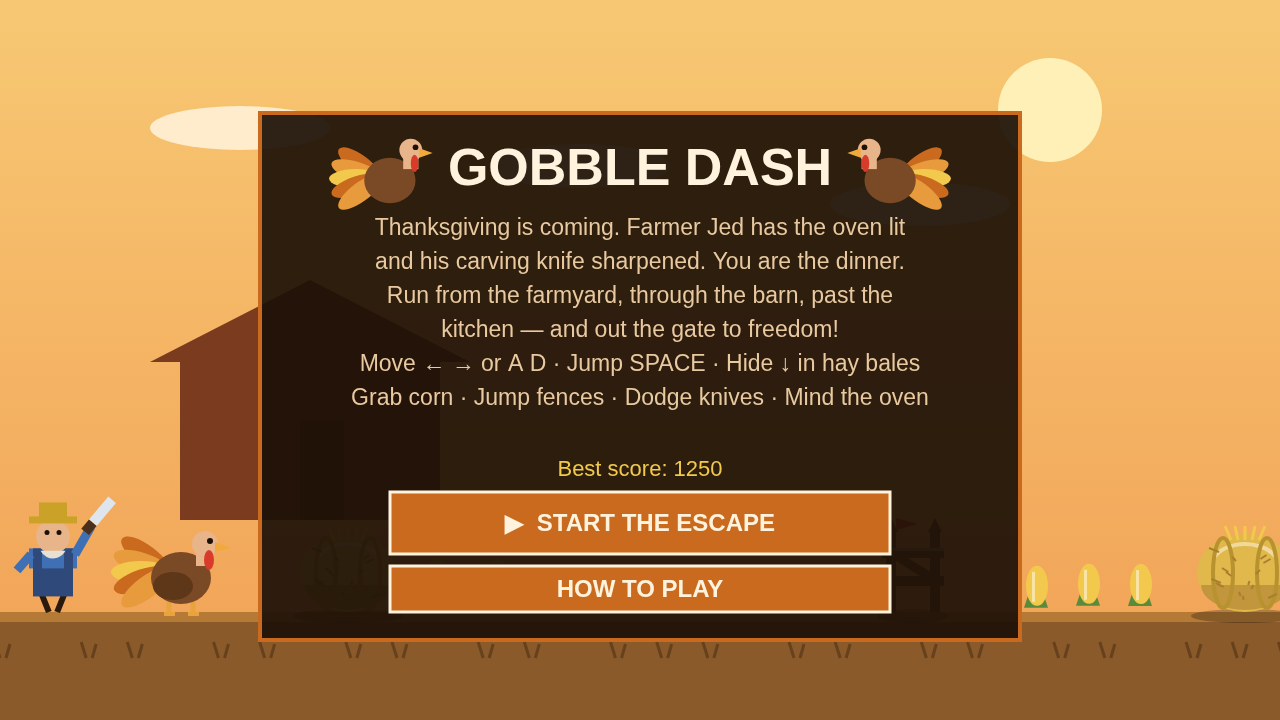 GOBBLE DASH
Thanksgiving is coming. Farmer Jed has the oven lit
and his carving knife sharpened. You are the dinner.
Run from the farmyard, through the barn, past the
kitchen — and out the gate to freedom!
Move ← → or A D · Jump SPACE · Hide ↓ in hay bales
Grab corn · Jump fences · Dodge knives · Mind the oven
Best score: 1250
▶ START THE ESCAPE
HOW TO PLAY